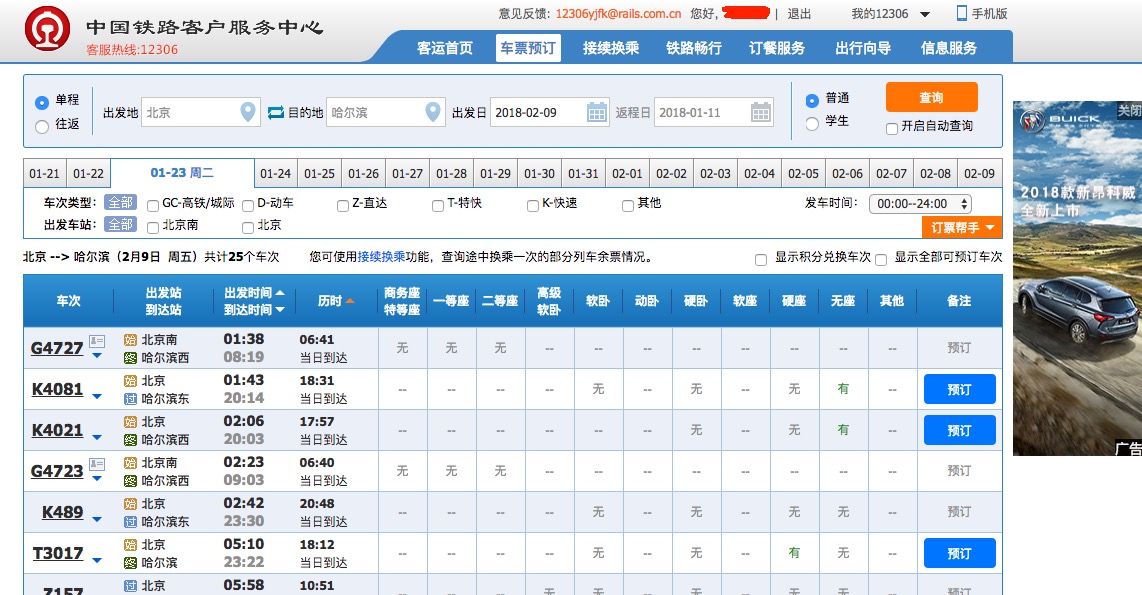 意见反馈: 12306yjfk@rails.com.cn 您好, | 退出 我的12306 手机版
中国铁路客户服务中心
客服热线:12306
客运首页 车票预订 接续换乘 铁路畅行 订餐服务 出行向导 信息服务
单程 往返
出发地 北京 目的地 哈尔滨 出发日 2018-02-09 返程日 2018-01-11
普通 学生
查询
开启自动查询
01-21 01-22 01-23 周二 01-24 01-25 01-26 01-27 01-28 01-29 01-30 01-31 02-01 02-02 02-03 02-04 02-05 02-06 02-07 02-08 02-09
车次类型: 全部 GC-高铁/城际 D-动车 Z-直达 T-特快 K-快速 其他 发车时间: 00:00--24:00
出发车站: 全部 北京南 北京
订票帮手
北京 --> 哈尔滨（2月9日 周五）共计25个车次 您可使用接续换乘功能，查询途中换乘一次的部分列车余票情况。 显示积分兑换车次 显示全部可预订车次
车次 出发站 到达站 出发时间 到达时间 历时 商务座 特等座 一等座 二等座 高级 软卧 软卧 动卧 硬卧 软座 硬座 无座 其他 备注
G4727 始 北京南 01:38 06:41 无 无 无 -- -- -- -- -- -- -- -- 预订
终 哈尔滨西 08:19 当日到达
K4081 始 北京 01:43 18:31 -- -- -- -- 无 -- 无 -- 无 有 -- 预订
过 哈尔滨东 20:14 当日到达
K4021 始 北京 02:06 17:57 -- -- -- -- -- -- 无 -- 无 有 -- 预订
终 哈尔滨西 20:03 当日到达
G4723 始 北京南 02:23 06:40 无 无 无 -- -- -- -- -- -- -- -- 预订
终 哈尔滨西 09:03 当日到达
K489 始 北京 02:42 20:48 -- -- -- -- 无 -- 无 -- 无 无 -- 预订
过 哈尔滨东 23:30 当日到达
T3017 始 北京 05:10 18:12 -- -- -- -- 无 -- 无 -- 有 无 -- 预订
终 哈尔滨 23:22 当日到达
Z157 过 北京 05:58 10:51 -- -- -- 无 无 -- 无 -- 无 无 -- 预订
关闭
BUICK
2018款新昂科威
全新上市
广告